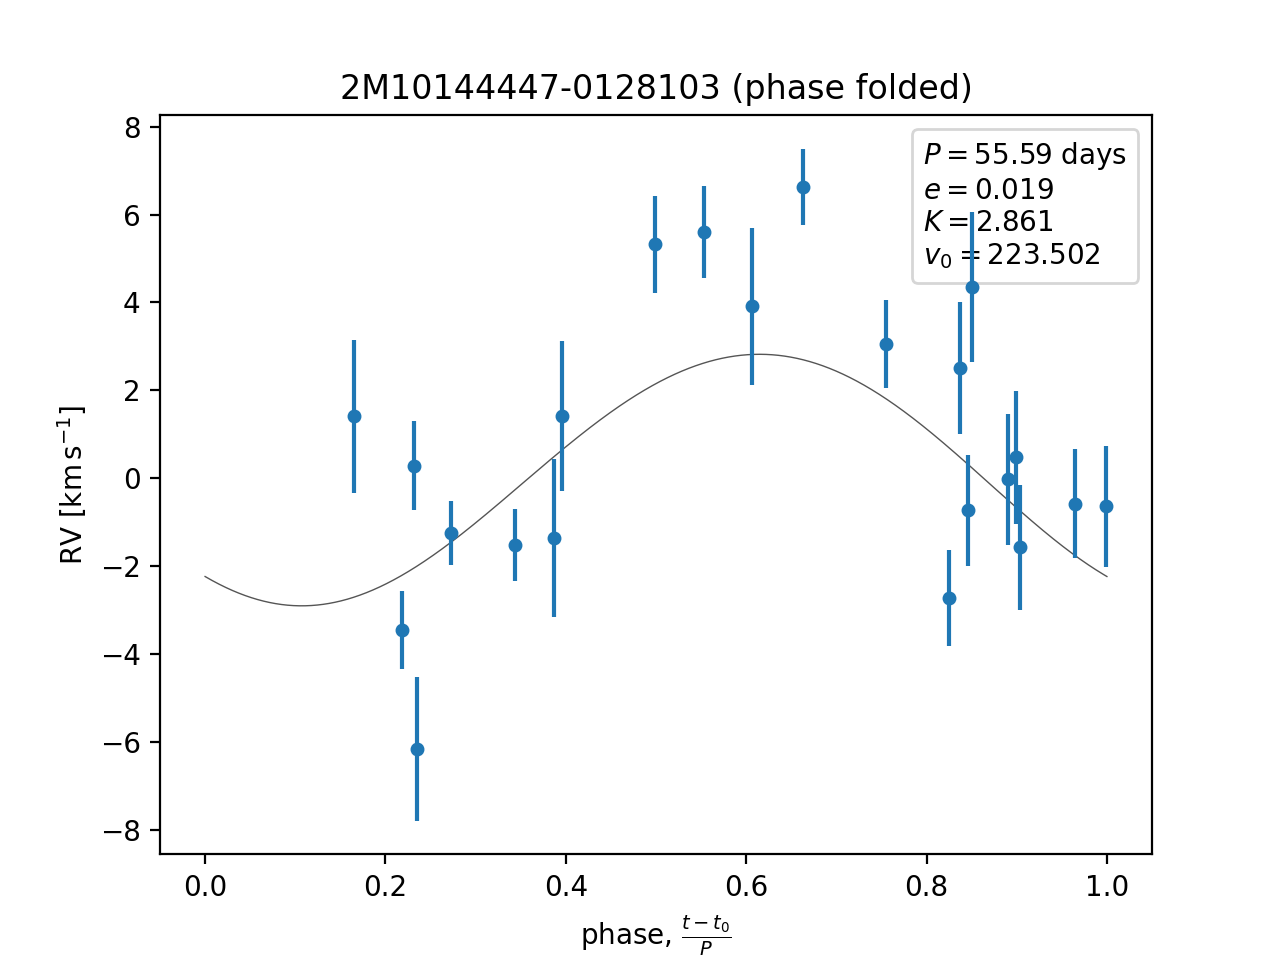 2M10144447-0128103 (phase folded)
P = 55.59 days
e = 0.019
K = 2.861
v₀ = 223.502
8
6
4
2
0
−2
−4
−6
−8
RV [km s⁻¹]
0.0 0.2 0.4 0.6 0.8 1.0
phase, (t − t₀)/P